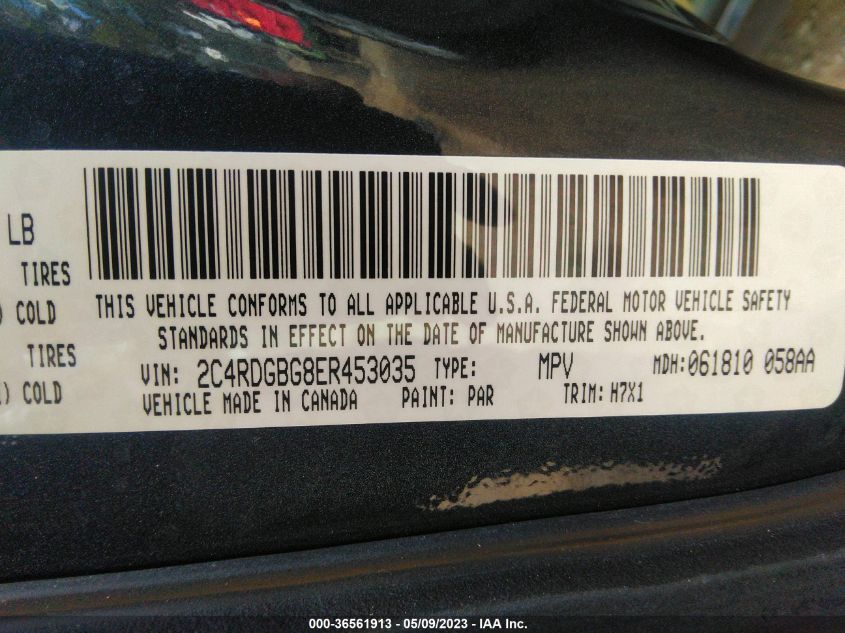 LB
TIRES
) COLD
TIRES
) COLD
THIS VEHICLE CONFORMS TO ALL APPLICABLE U.S.A. FEDERAL MOTOR VEHICLE SAFETY
STANDARDS IN EFFECT ON THE DATE OF MANUFACTURE SHOWN ABOVE.
VIN: 2C4RDGBG8ER453035 TYPE: MPV MDH:061810 058AA
VEHICLE MADE IN CANADA PAINT: PAR TRIM: H7X1
000-36561913 - 05/09/2023 - IAA Inc.